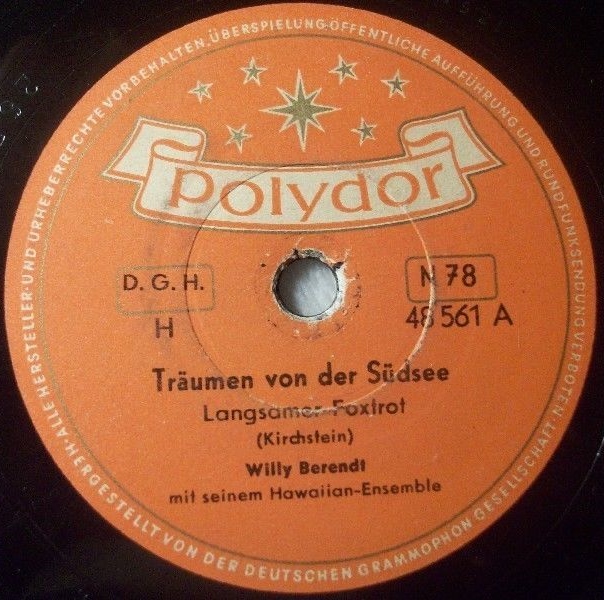 ALLE HERSTELLER-UND URHEBERRECHTE VORBEHALTEN, ÜBERSPIELUNG ÖFFENTLICHE AUFFÜHRUNG UND RUNDFUNKSENDUNG VERBOTEN
polydor
D. G. H.
N 78
H
48 561 A
Träumen von der Südsee
Langsamer Foxtrot
(Kirchstein)
Willy Berendt
mit seinem Hawaiian-Ensemble
HERGESTELLT VON DER DEUTSCHEN GRAMMOPHON GESELLSCHAFT